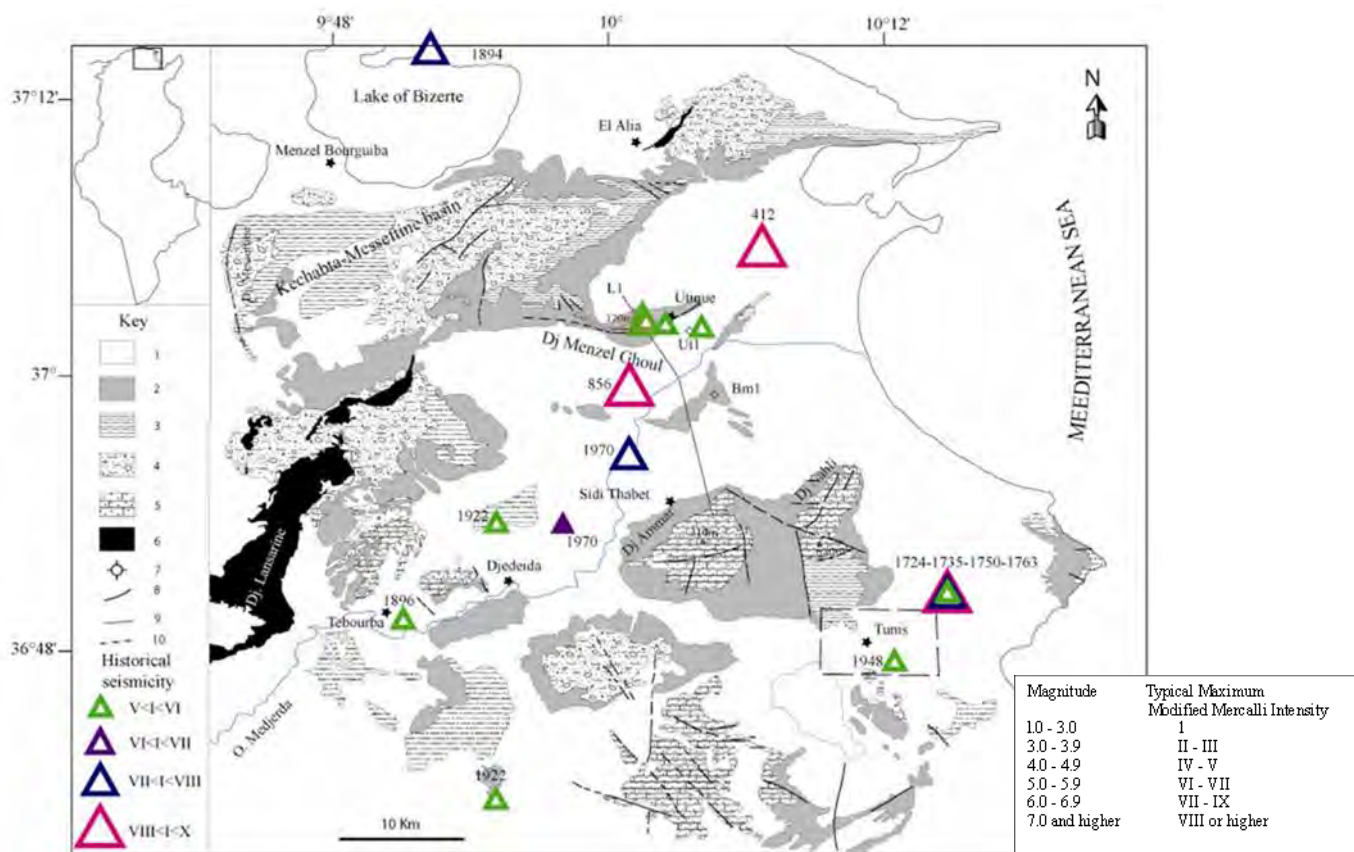 9°48'
10°
10°12'
1894
N
37°12'
Lake of Bizerte
El Alia
Menzel Bourguiba
412
Kechabta-Messeftine basin
MEEDITERRANEAN SEA
L1
Utique
Key
Ut1
Dj Menzel Ghoul
1
37°
856
Bm1
2
3
1970
4
Sidi Thabet
Dj Nahli
5
1922
Dj Ammar
1970
6
Dj. Lansarine
7
Djedeida
1724-1735-1750-1763
8
1896
9
Tebourba
Tunis
10
36°48'
1948
Historical
seismicity
V<I<VI
O. Medjerda
VI<I<VII
1922
VII<I<VIII
10 Km
VIII<I<X
Magnitude Typical Maximum
Modified Mercalli Intensity
1.0 - 3.0 1
3.0 - 3.9 II - III
4.0 - 4.9 IV - V
5.0 - 5.9 VI - VII
6.0 - 6.9 VII - IX
7.0 and higher VIII or higher